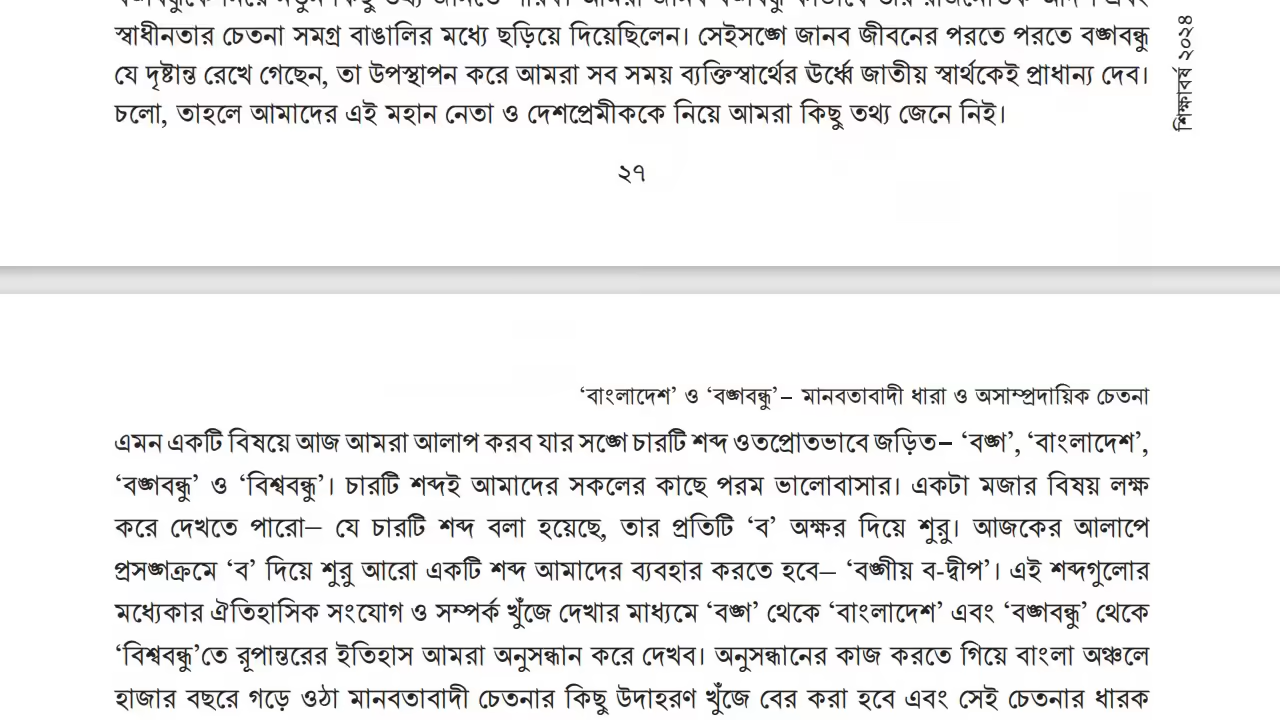 স্বাধীনতার চেতনা সমগ্র বাঙালির মধ্যে ছড়িয়ে দিয়েছিলেন। সেইসঙ্গে জানব জীবনের পরতে পরতে বঙ্গবন্ধু
যে দৃষ্টান্ত রেখে গেছেন, তা উপস্থাপন করে আমরা সব সময় ব্যক্তিস্বার্থের ঊর্ধ্বে জাতীয় স্বার্থকেই প্রাধান্য দেব।
চলো, তাহলে আমাদের এই মহান নেতা ও দেশপ্রেমীককে নিয়ে আমরা কিছু তথ্য জেনে নিই।
শিক্ষাবর্ষ ২০২৪
২৭
‘বাংলাদেশ’ ও ‘বঙ্গবন্ধু’– মানবতাবাদী ধারা ও অসাম্প্রদায়িক চেতনা
এমন একটি বিষয়ে আজ আমরা আলাপ করব যার সঙ্গে চারটি শব্দ ওতপ্রোতভাবে জড়িত– ‘বঙ্গ’, ‘বাংলাদেশ’,
‘বঙ্গবন্ধু’ ও ‘বিশ্ববন্ধু’। চারটি শব্দই আমাদের সকলের কাছে পরম ভালোবাসার। একটা মজার বিষয় লক্ষ
করে দেখতে পারো– যে চারটি শব্দ বলা হয়েছে, তার প্রতিটি ‘ব’ অক্ষর দিয়ে শুরু। আজকের আলাপে
প্রসঙ্গক্রমে ‘ব’ দিয়ে শুরু আরো একটি শব্দ আমাদের ব্যবহার করতে হবে– ‘বঙ্গীয় ব-দ্বীপ’। এই শব্দগুলোর
মধ্যেকার ঐতিহাসিক সংযোগ ও সম্পর্ক খুঁজে দেখার মাধ্যমে ‘বঙ্গ’ থেকে ‘বাংলাদেশ’ এবং ‘বঙ্গবন্ধু’ থেকে
‘বিশ্ববন্ধু’তে রূপান্তরের ইতিহাস আমরা অনুসন্ধান করে দেখব। অনুসন্ধানের কাজ করতে গিয়ে বাংলা অঞ্চলে
হাজার বছরে গড়ে ওঠা মানবতাবাদী চেতনার কিছু উদাহরণ খুঁজে বের করা হবে এবং সেই চেতনার ধারক